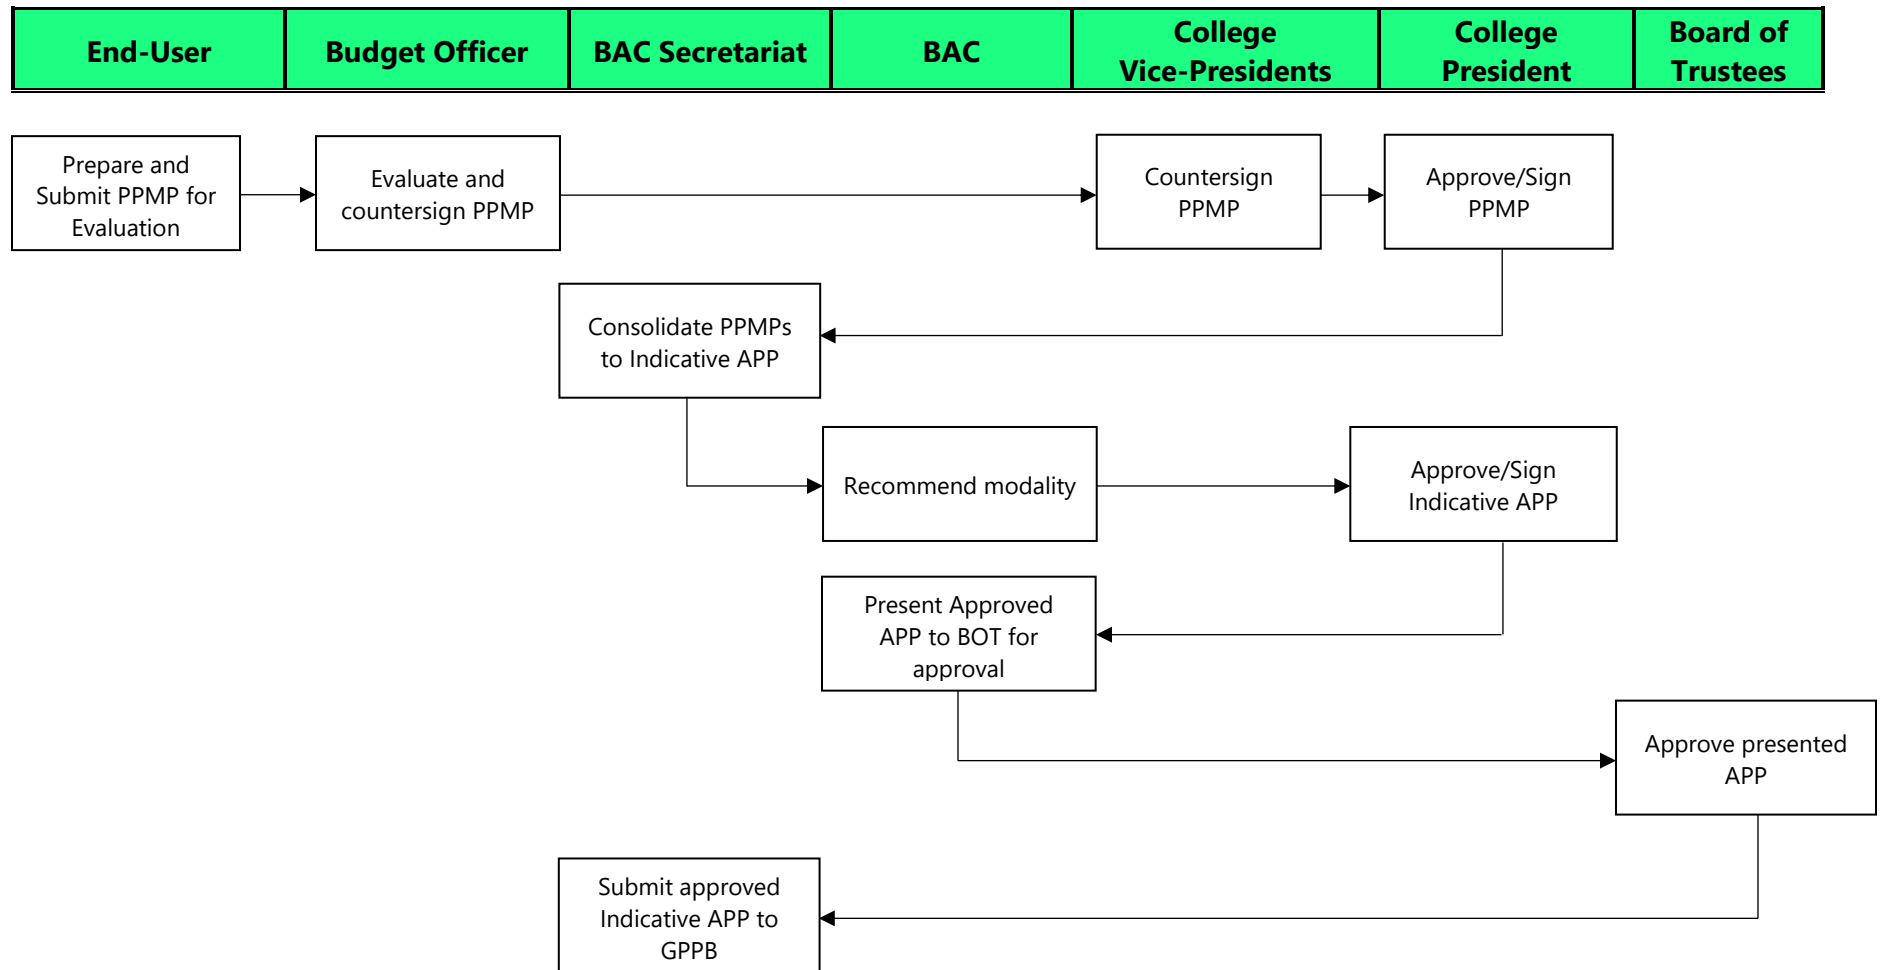 End-User
Budget Officer
BAC Secretariat
BAC
College
Vice-Presidents
College
President
Board of
Trustees
Prepare and
Submit PPMP for
Evaluation
Evaluate and
countersign PPMP
Countersign
PPMP
Approve/Sign
PPMP
Consolidate PPMPs
to Indicative APP
Recommend modality
Approve/Sign
Indicative APP
Present Approved
APP to BOT for
approval
Approve presented
APP
Submit approved
Indicative APP to
GPPB